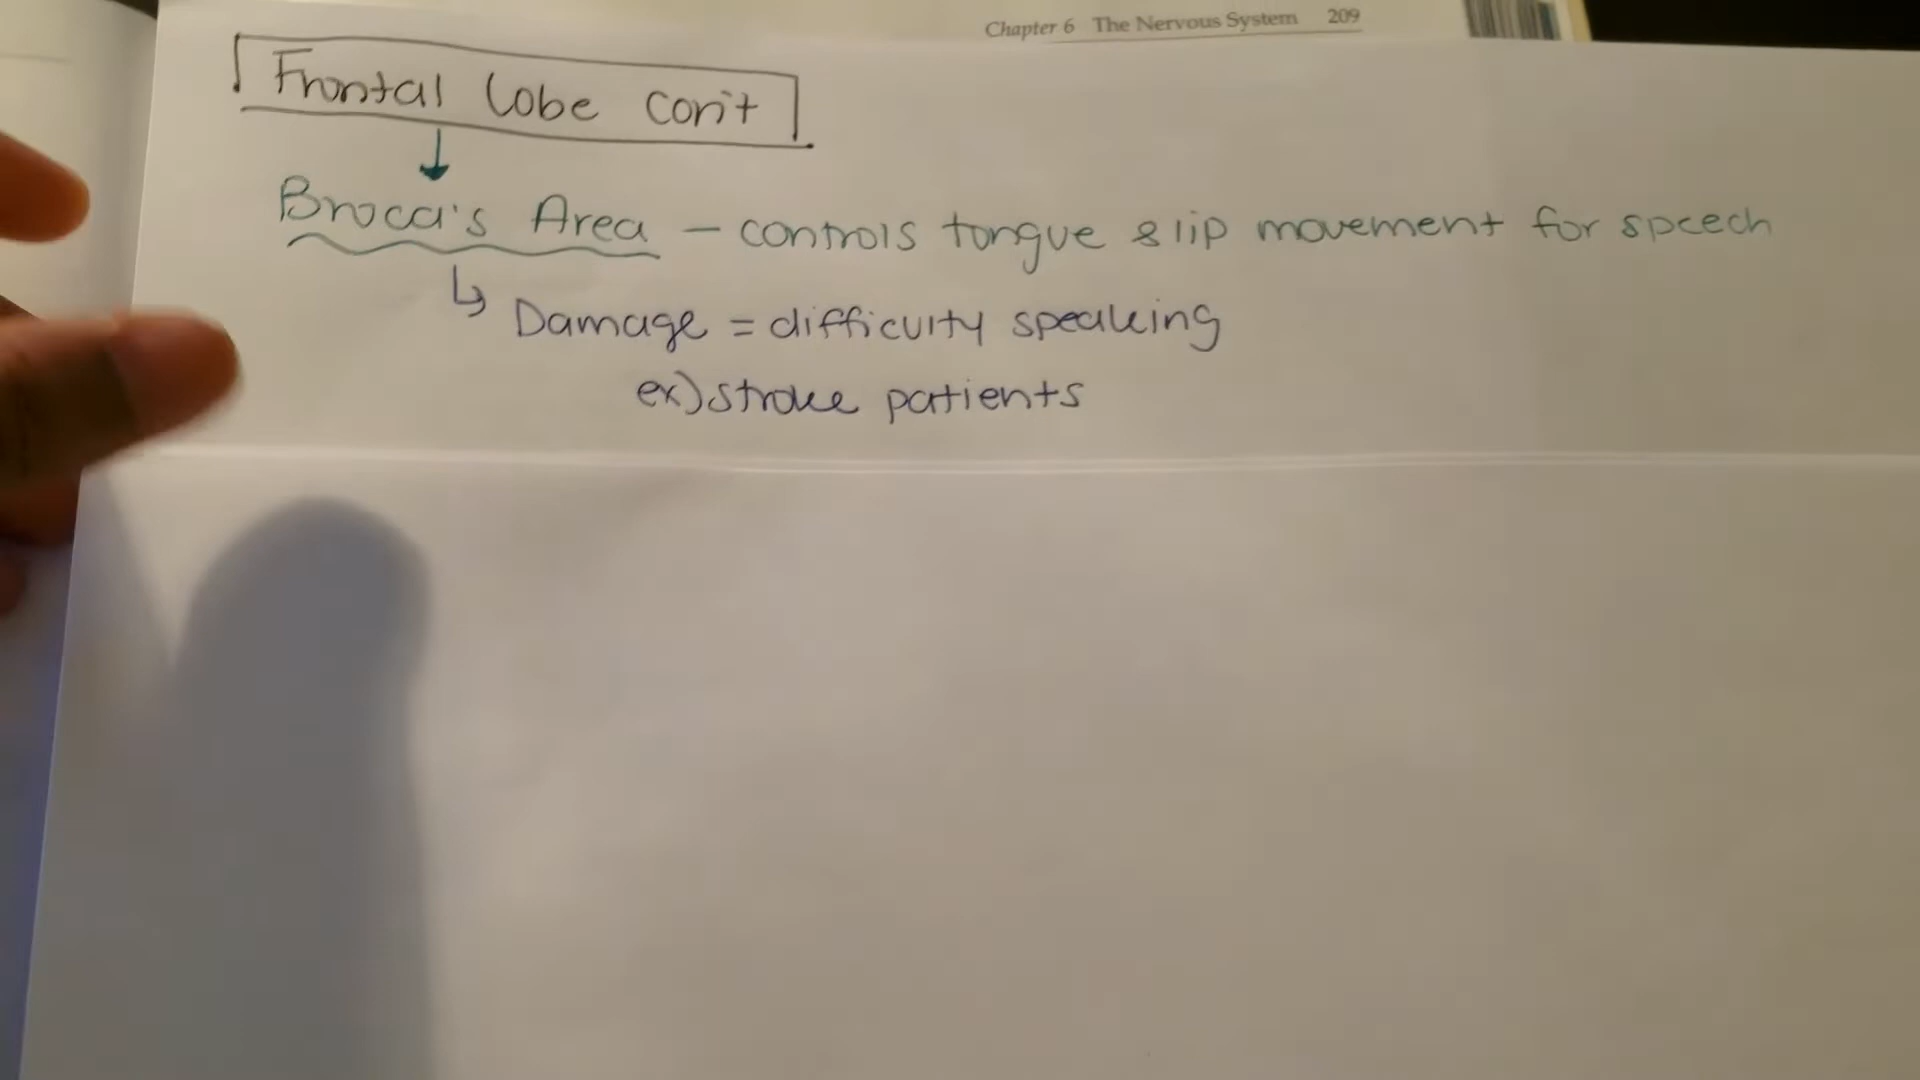 Chapter 6 The Nervous System 209
Frontal Lobe Con't
↓
Broca's Area – controls tongue & lip movement for speech
↳ Damage = difficulty speaking
ex) stroke patients